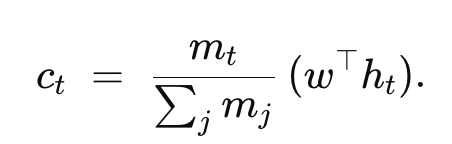 c_t = \frac{m_t}{\sum_j m_j} (w^\top h_t).